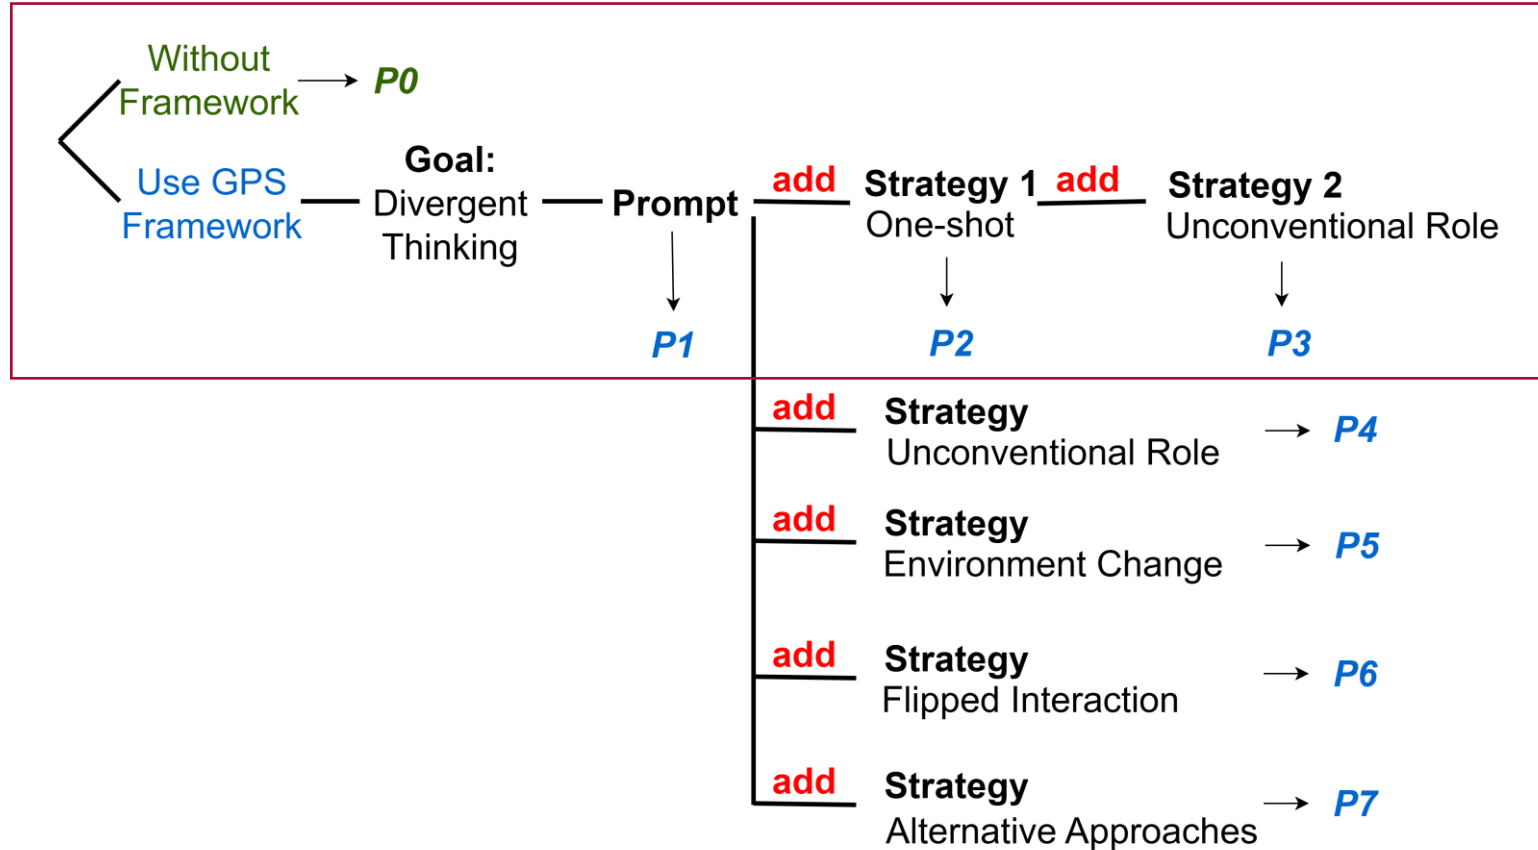 Without
Framework
P0
Use GPS
Framework
Goal:
Divergent
Thinking
Prompt
add
Strategy 1
One-shot
add
Strategy 2
Unconventional Role
P1
P2
P3
add
Strategy
Unconventional Role
P4
add
Strategy
Environment Change
P5
add
Strategy
Flipped Interaction
P6
add
Strategy
Alternative Approaches
P7